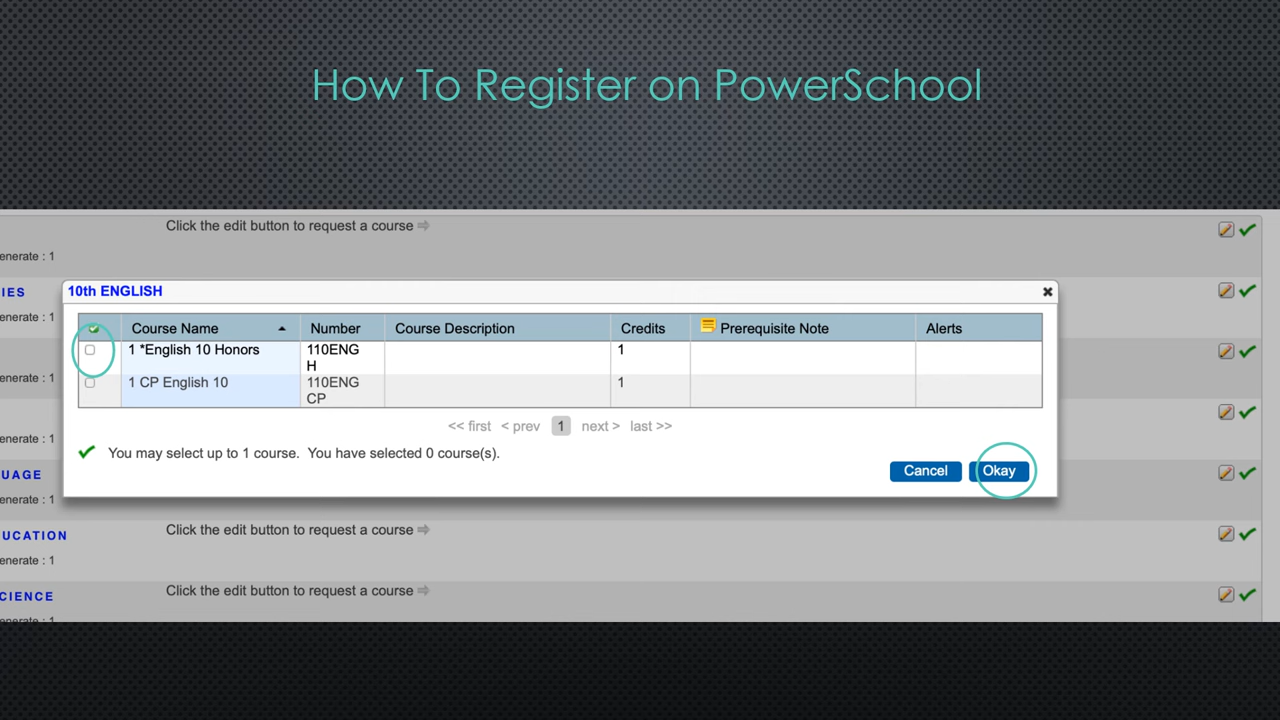 How To Register on PowerSchool
Click the edit button to request a course ⇨
enerate : 1
IES
enerate : 1
enerate : 1
enerate : 1
UAGE
enerate : 1
10th ENGLISH
Course Name Number Course Description Credits Prerequisite Note Alerts
1 *English 10 Honors 110ENG 1
H
1 CP English 10 110ENG 1
CP
<< first < prev 1 next > last >>
You may select up to 1 course. You have selected 0 course(s).
Cancel Okay
UCATION
Click the edit button to request a course ⇨
enerate : 1
CIENCE
Click the edit button to request a course ⇨
enerate : 1